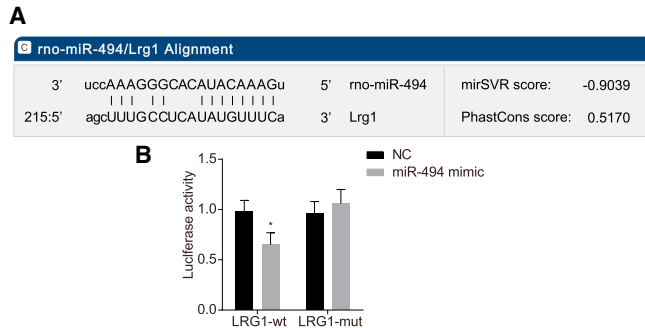 A
C rno-miR-494/Lrg1 Alignment
3' uccAAAGGGCACAUACAAAGu 5' rno-miR-494 mirSVR score: -0.9039
| | | | | | | | | | | |
215:5' agcUUUGCCUCAUAUGUUUCa 3' Lrg1 PhastCons score: 0.5170
B
NC
miR-494 mimic
Luciferase activity
1.5
1.0
0.5
0.0
*
LRG1-wt LRG1-mut